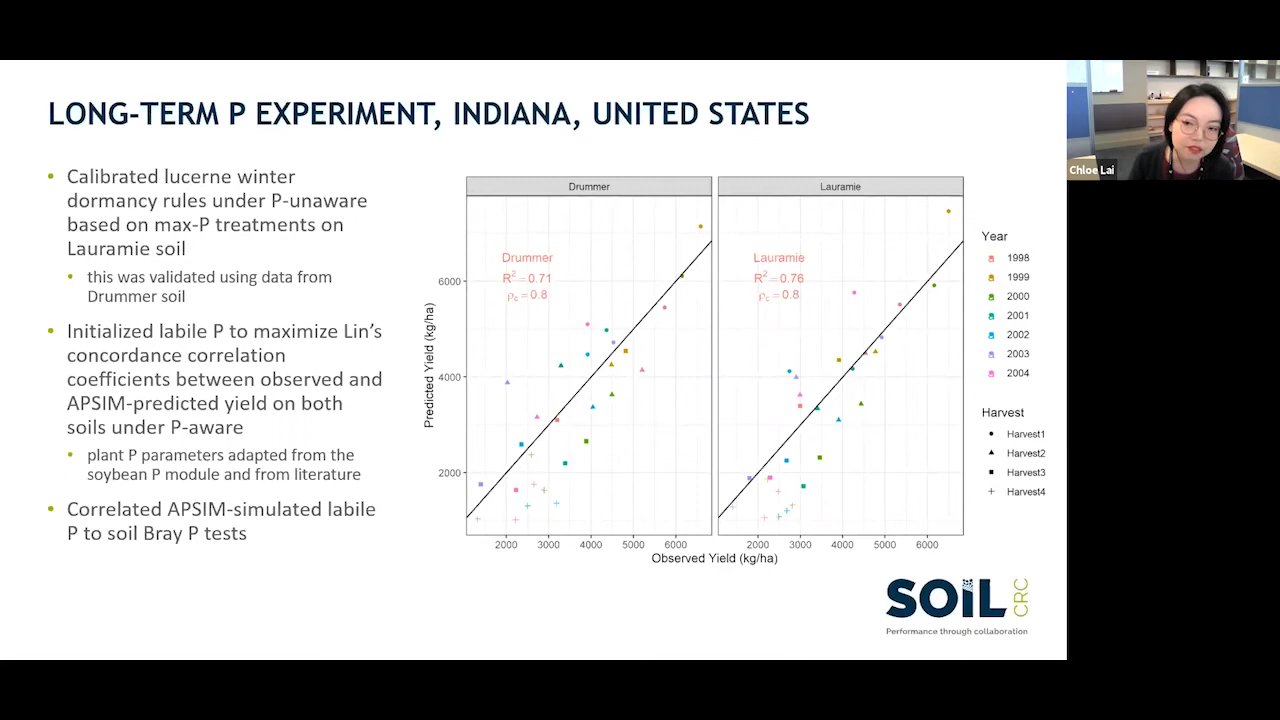 LONG-TERM P EXPERIMENT, INDIANA, UNITED STATES
Chloe Lai
• Calibrated lucerne winter
dormancy rules under P-unaware
based on max-P treatments on
Lauramie soil
• this was validated using data from
Drummer soil
• Initialized labile P to maximize Lin's
concordance correlation
coefficients between observed and
APSIM-predicted yield on both
soils under P-aware
• plant P parameters adapted from the
soybean P module and from literature
• Correlated APSIM-simulated labile
P to soil Bray P tests
Drummer
Lauramie
Drummer
R² = 0.71
ρc = 0.8
Lauramie
R² = 0.76
ρc = 0.8
Predicted Yield (kg/ha)
6000
4000
2000
2000 3000 4000 5000 6000
2000 3000 4000 5000 6000
Observed Yield (kg/ha)
Year
1998
1999
2000
2001
2002
2003
2004
Harvest
Harvest1
Harvest2
Harvest3
Harvest4
SOIL CRC
Performance through collaboration